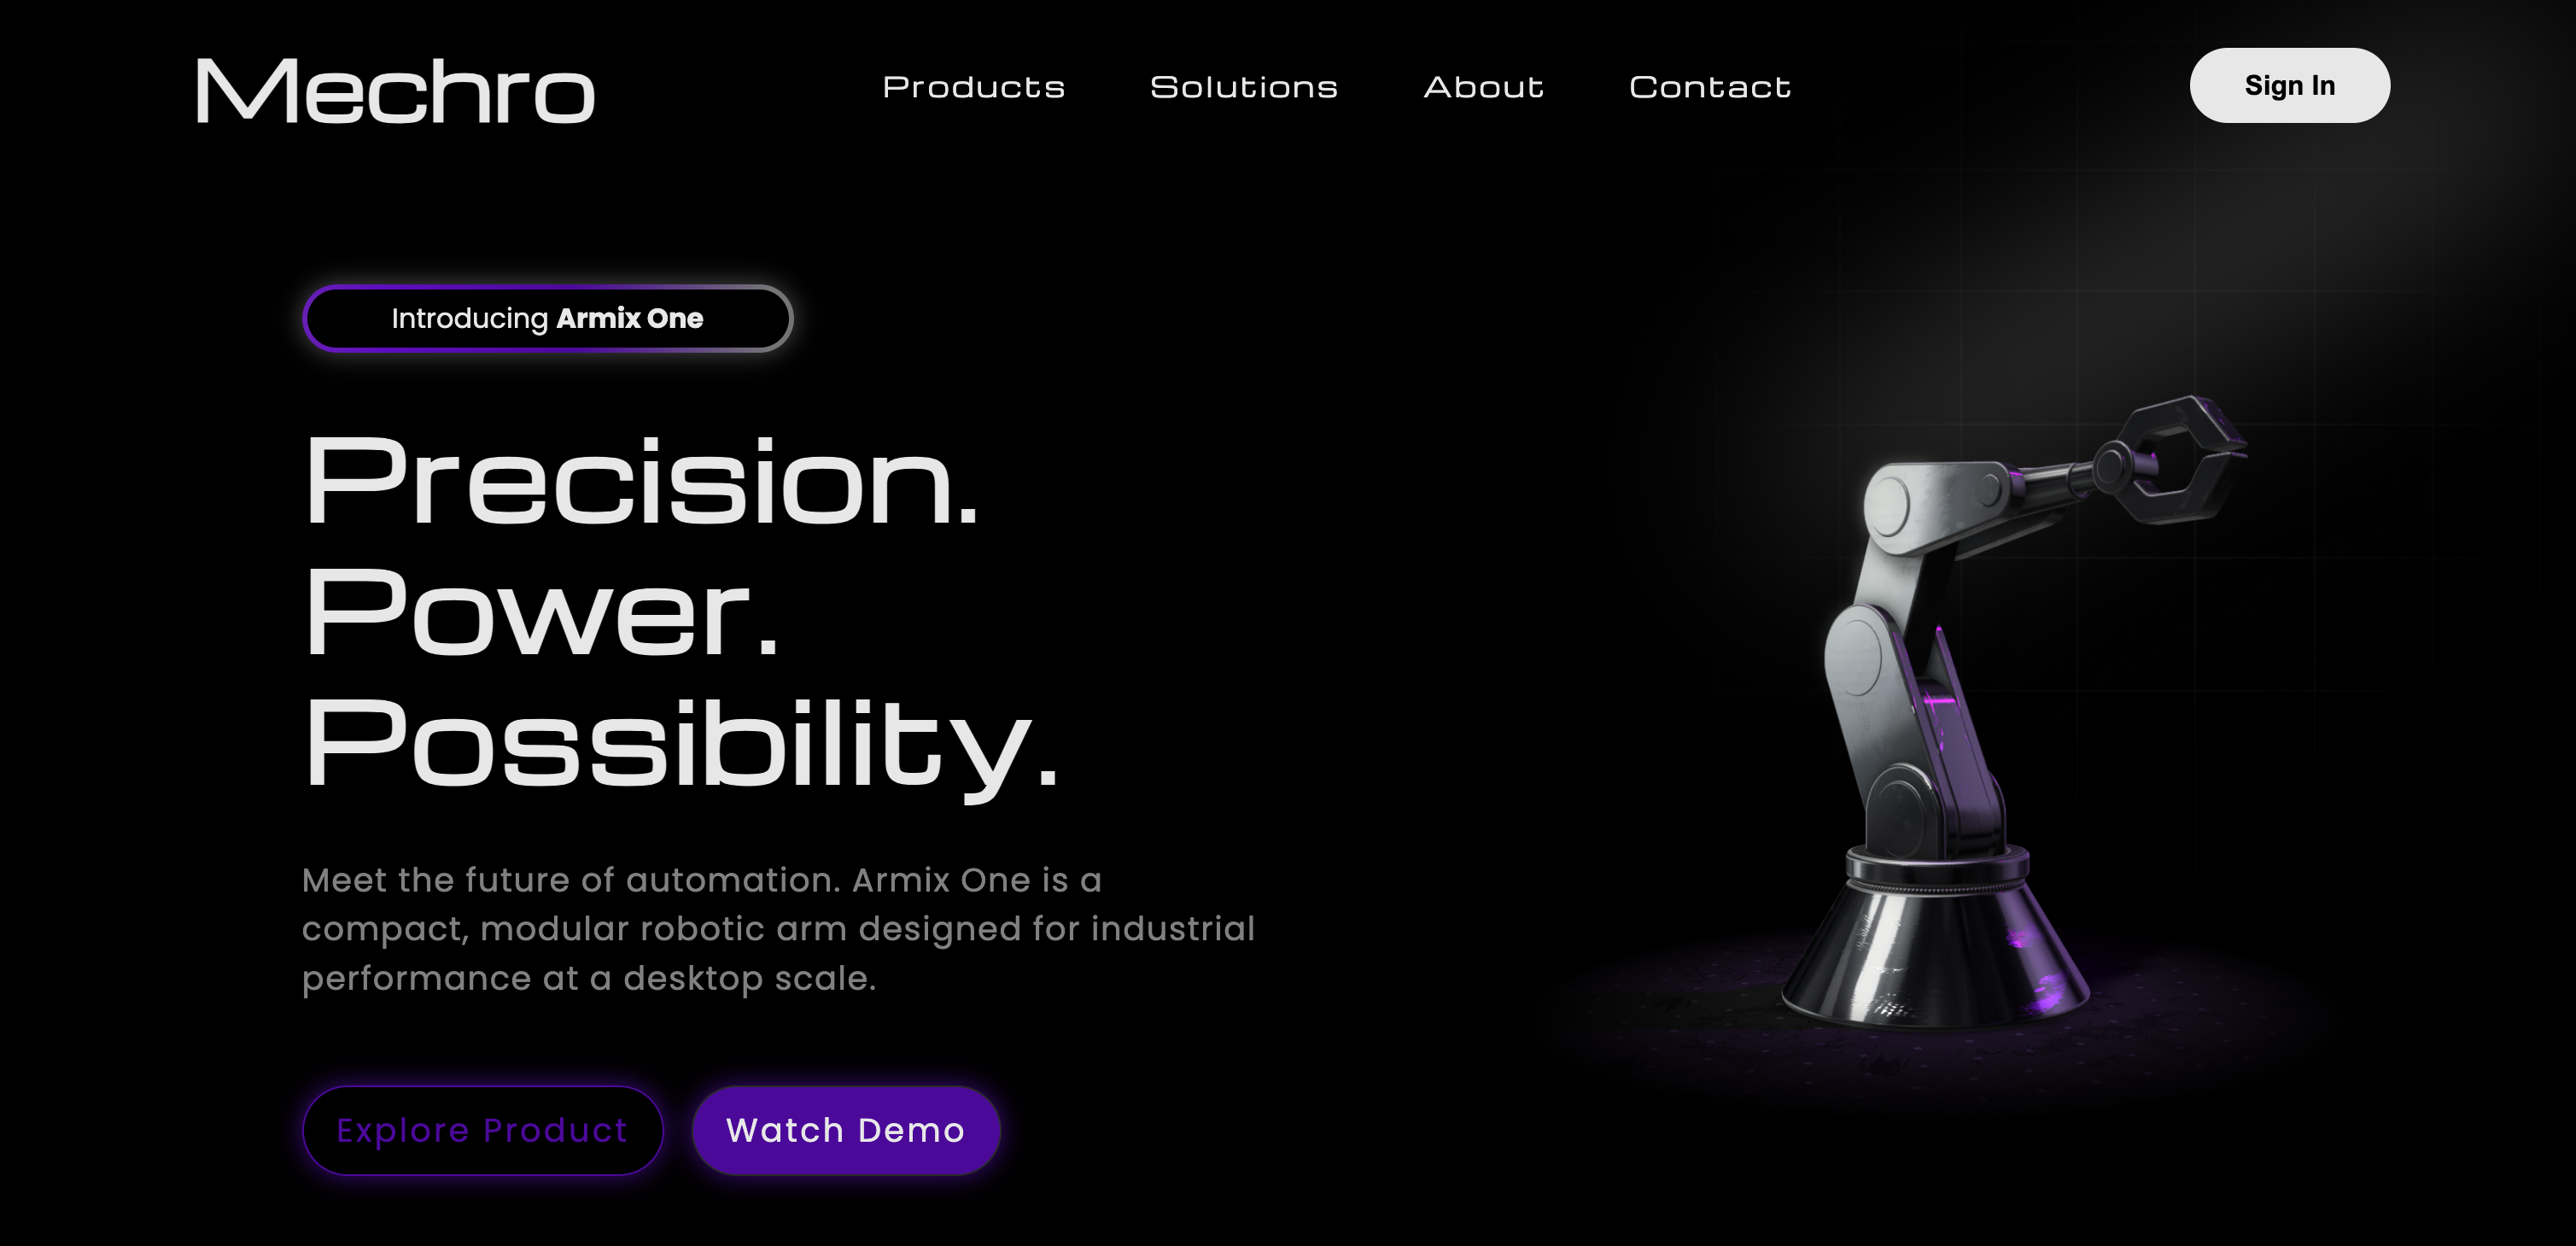 Mechro
Products
Solutions
About
Contact
Sign In
Introducing Armix One
Precision.
Power.
Possibility.
Meet the future of automation. Armix One is a
compact, modular robotic arm designed for industrial
performance at a desktop scale.
Explore Product
Watch Demo